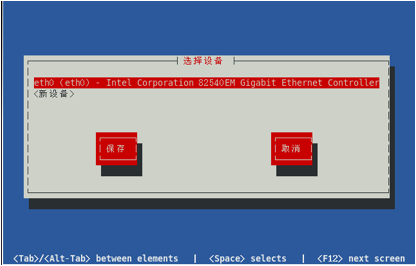 选择设备
eth0 (eth0) - Intel Corporation 82540EM Gigabit Ethernet Controller
<新设备>
保存 取消
<Tab>/<Alt-Tab> between elements | <Space> selects | <F12> next screen